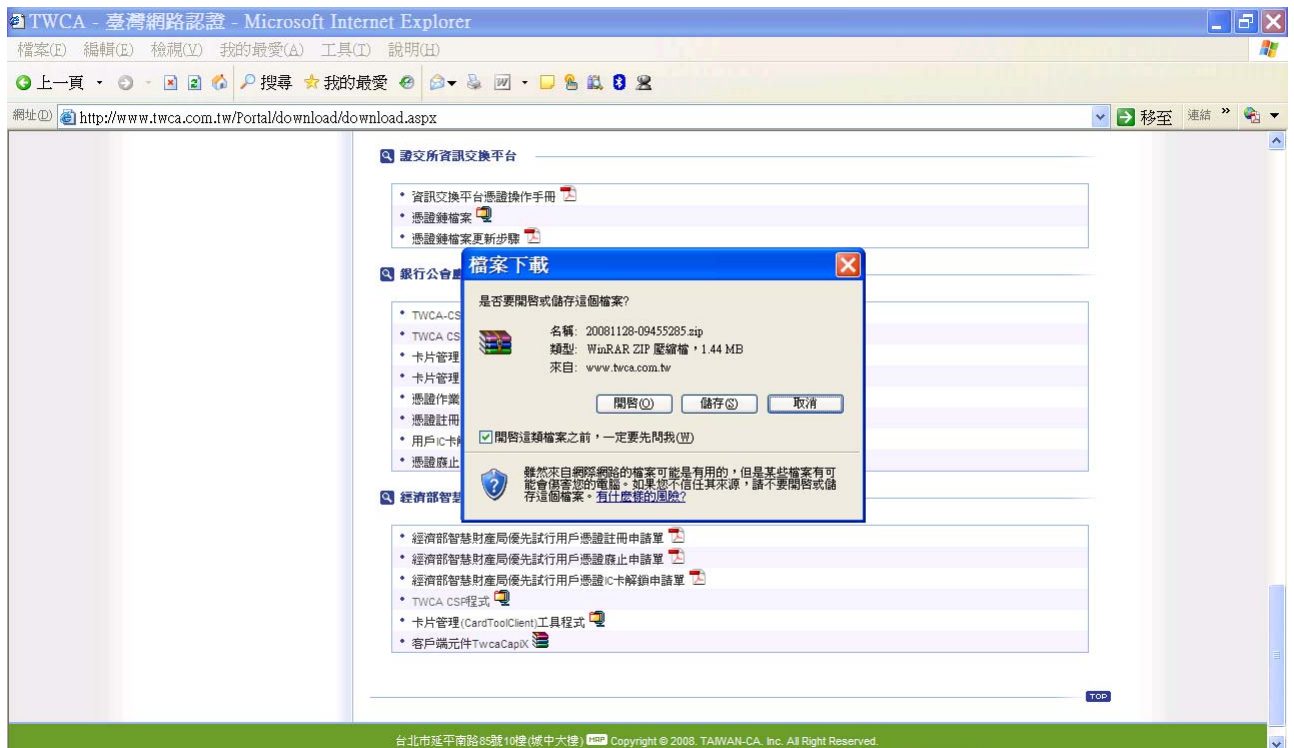 TWCA - 臺灣網路認證 - Microsoft Internet Explorer
檔案(F) 編輯(E) 檢視(V) 我的最愛(A) 工具(T) 說明(H)
上一頁 搜尋 我的最愛
網址(D) http://www.twca.com.tw/Portal/download/download.aspx 移至 連結 »
證交所資訊交換平台
資訊交換平台憑證操作手冊
憑證鏈檔案
憑證鏈檔案更新步驟
銀行公會
TWCA-CS
TWCA CS
卡片管理
卡片管理
憑證作業
憑證註冊
用戶IC卡
憑證廢止
檔案下載
是否要開啟或儲存這個檔案?
名稱: 20081128-09455285.zip
類型: WinRAR ZIP 壓縮檔,1.44 MB
來自: www.twca.com.tw
開啟(O) 儲存(S) 取消
開啟這類檔案之前,一定要先問我(W)
雖然來自網際網路的檔案可能是有用的,但是某些檔案有可
能會傷害您的電腦。如果您不信任其來源,請不要開啟或儲
存這個檔案。有什麼樣的風險?
經濟部智慧
經濟部智慧財產局優先試行用戶憑證註冊申請單
經濟部智慧財產局優先試行用戶憑證廢止申請單
經濟部智慧財產局優先試行用戶憑證IC卡解鎖申請單
TWCA CSP程式
卡片管理(CardToolClient)工具程式
客戶端元件TwcaCapiX
TOP
台北市延平南路85號10樓(城中大樓) MAP Copyright © 2008. TAIWAN-CA. Inc. All Right Reserved.